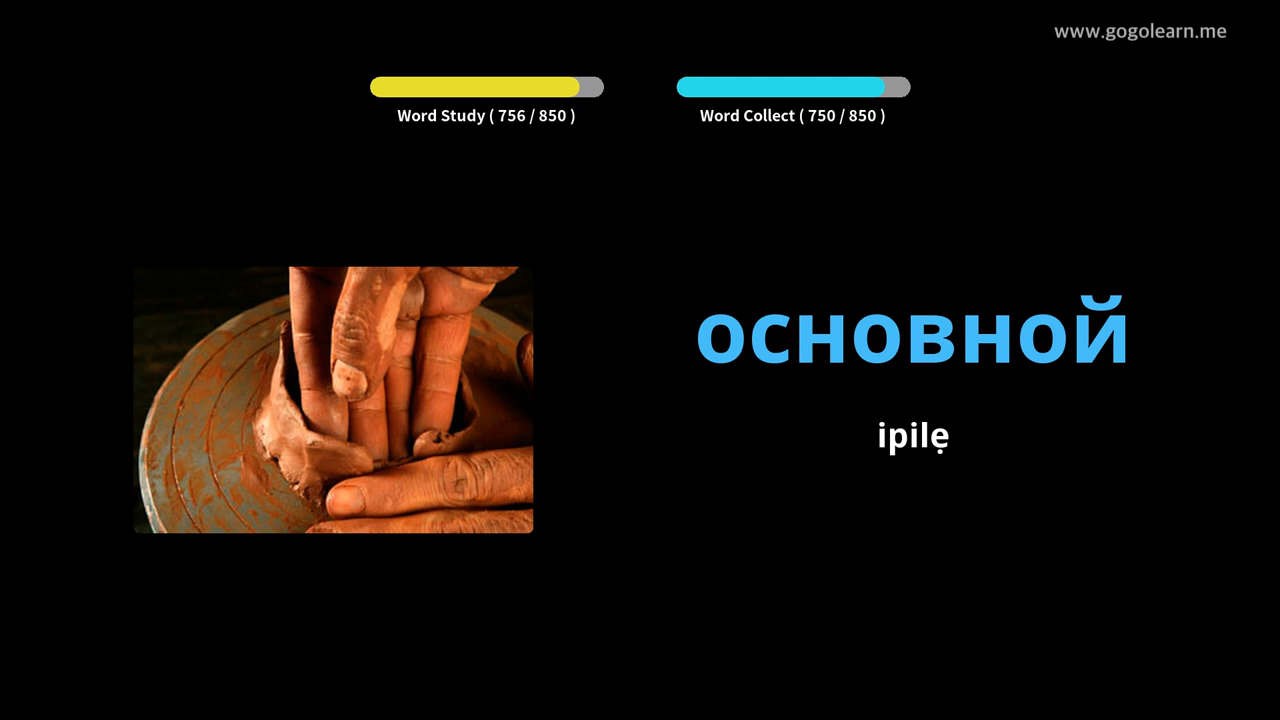 www.gogolearn.me
Word Study ( 756 / 850 )
Word Collect ( 750 / 850 )
основной
ipilẹ